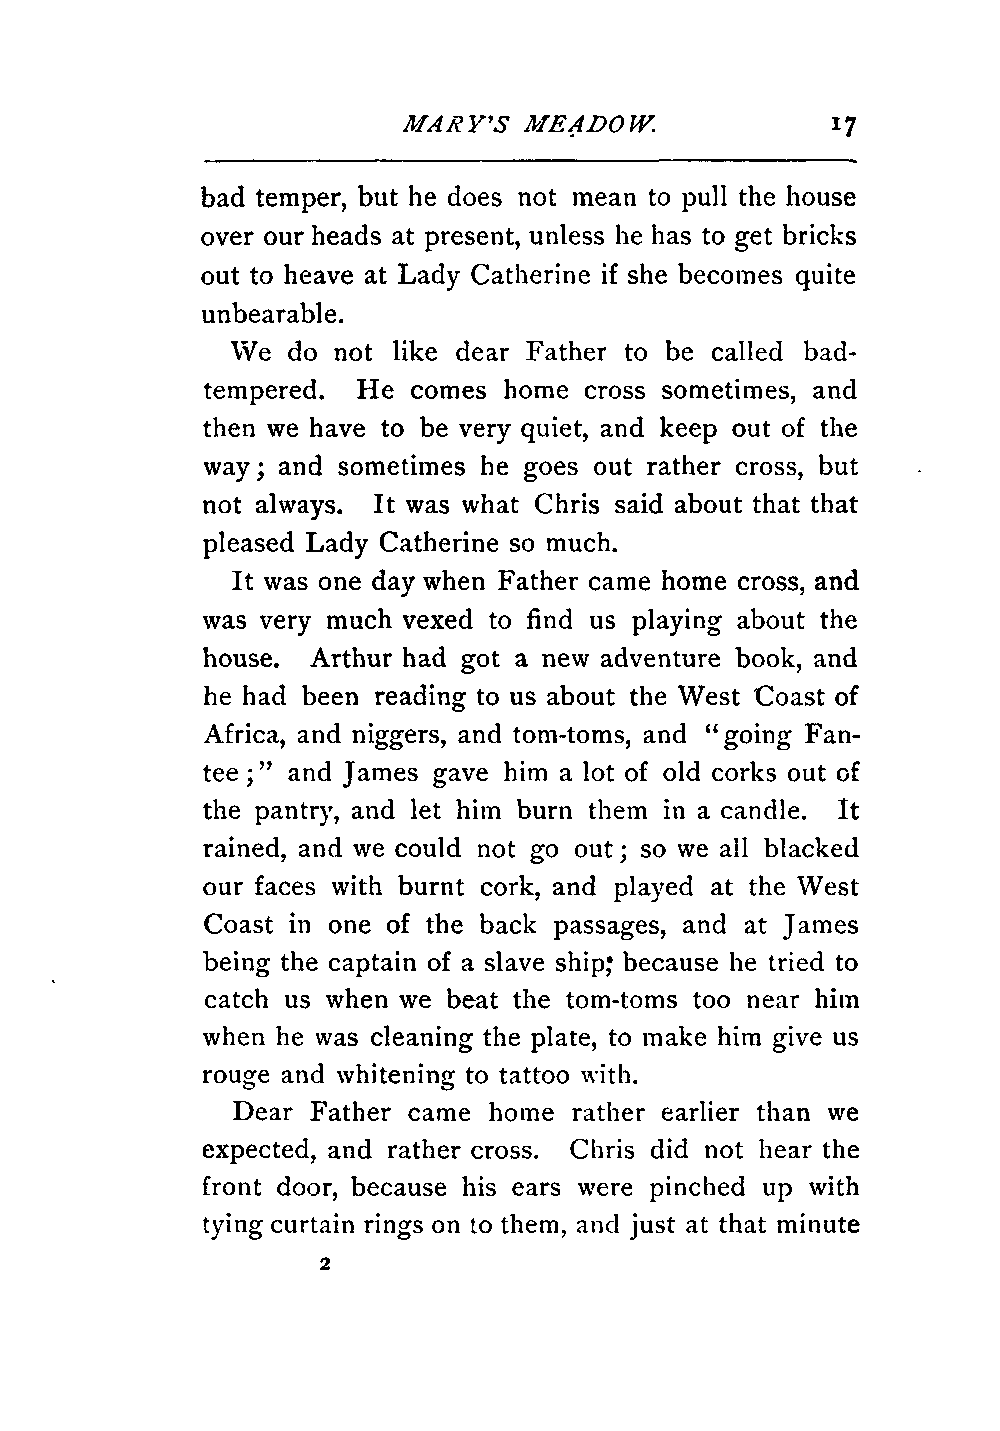 MARY'S MEADOW. 17
bad temper, but he does not mean to pull the house
over our heads at present, unless he has to get bricks
out to heave at Lady Catherine if she becomes quite
unbearable.
We do not like dear Father to be called bad-
tempered. He comes home cross sometimes, and
then we have to be very quiet, and keep out of the
way; and sometimes he goes out rather cross, but
not always. It was what Chris said about that that
pleased Lady Catherine so much.
It was one day when Father came home cross, and
was very much vexed to find us playing about the
house. Arthur had got a new adventure book, and
he had been reading to us about the West Coast of
Africa, and niggers, and tom-toms, and "going Fan-
tee;" and James gave him a lot of old corks out of
the pantry, and let him burn them in a candle. It
rained, and we could not go out; so we all blacked
our faces with burnt cork, and played at the West
Coast in one of the back passages, and at James
being the captain of a slave ship; because he tried to
catch us when we beat the tom-toms too near him
when he was cleaning the plate, to make him give us
rouge and whitening to tattoo with.
Dear Father came home rather earlier than we
expected, and rather cross. Chris did not hear the
front door, because his ears were pinched up with
tying curtain rings on to them, and just at that minute
2